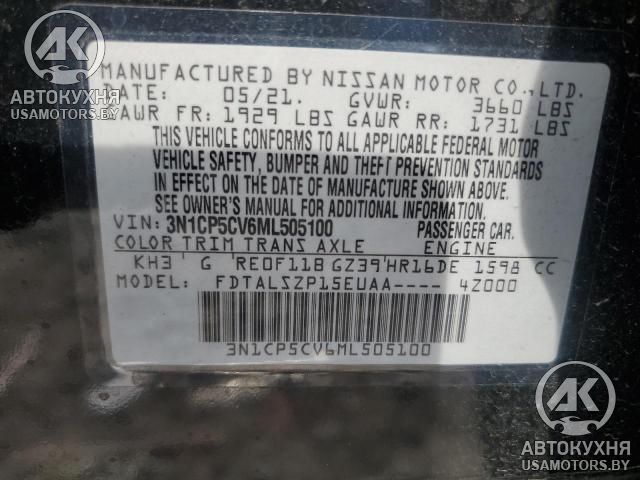 AK
АВТОКУХНЯ
USAMOTORS.BY
MANUFACTURED BY NISSAN MOTOR CO., LTD.
DATE: 05/21. GVWR: 3660 LBS
GAWR FR: 1929 LBS GAWR RR: 1731 LBS
THIS VEHICLE CONFORMS TO ALL APPLICABLE FEDERAL MOTOR
VEHICLE SAFETY, BUMPER AND THEFT PREVENTION STANDARDS
IN EFFECT ON THE DATE OF MANUFACTURE SHOWN ABOVE.
SEE OWNER'S MANUAL FOR ADDITIONAL INFORMATION.
VIN: 3N1CP5CV6ML505100 PASSENGER CAR.
COLOR TRIM TRANS AXLE ENGINE
KH3 G RE0F11B GZ39 HR16DE 1598 CC
MODEL: FDTALSZP15EUAA---- 4Z000
3N1CP5CV6ML505100
AK
АВТОКУХНЯ
USAMOTORS.BY